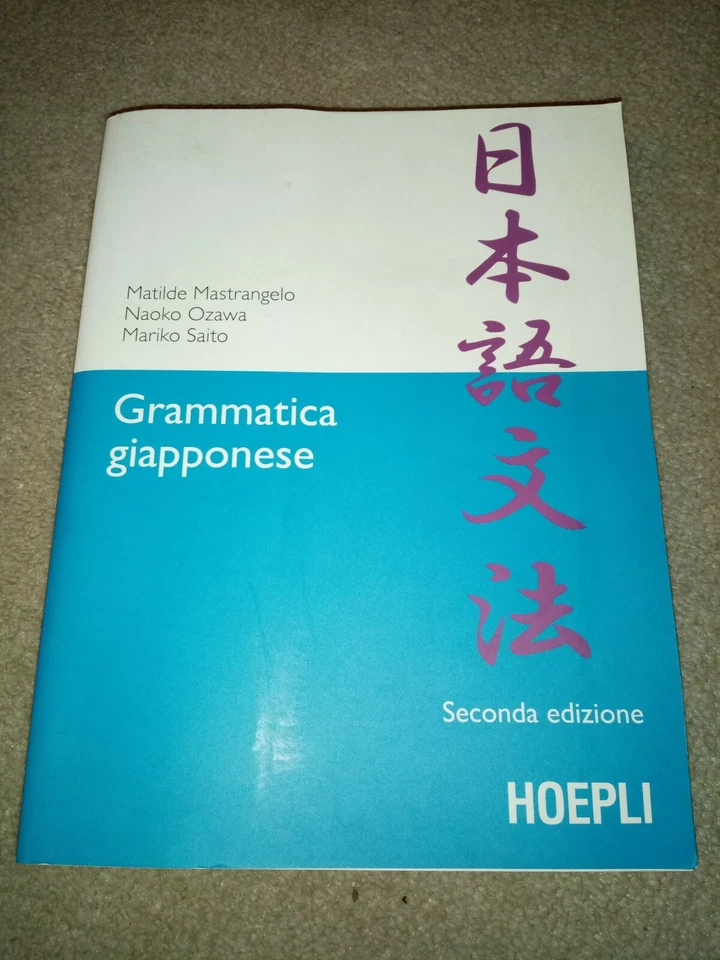 日本語文法
Matilde Mastrangelo
Naoko Ozawa
Mariko Saito
Grammatica
giapponese
Seconda edizione
HOEPLI